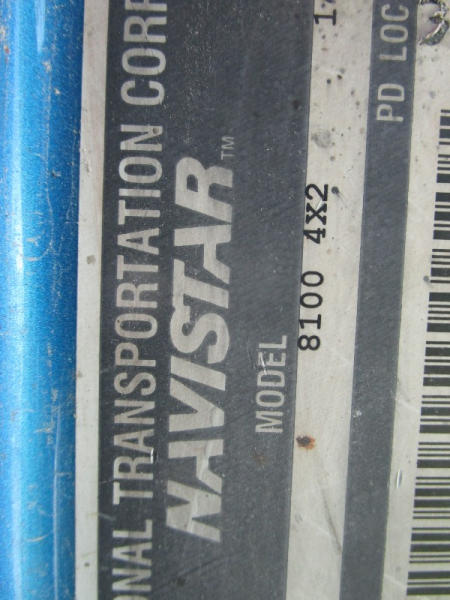 ONAL TRANSPORTATION CORP
NAVISTAR™
MODEL
8100 4X2
PD LOC